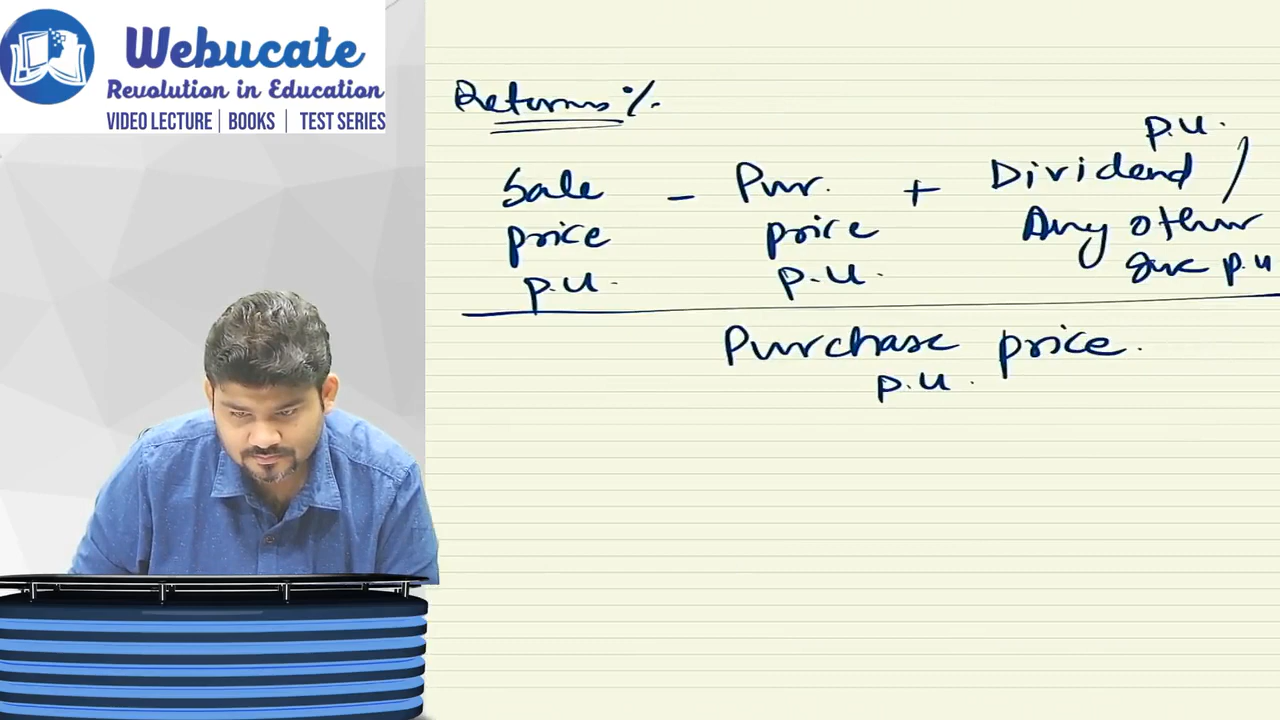 Webucate
Revolution in Education
VIDEO LECTURE | BOOKS | TEST SERIES
Returns %.
Sale price p.u. - Pur. price p.u. + Dividend p.u. / Any other inc p.u
Purchase price.
p.u.